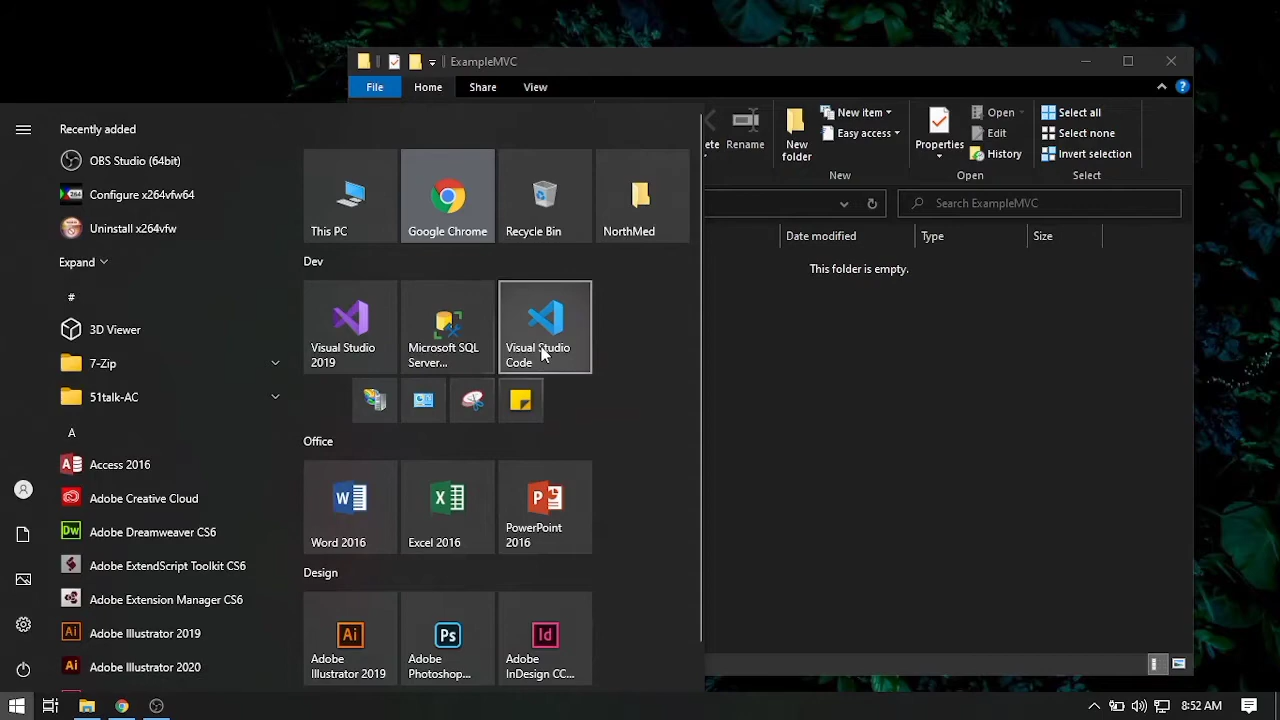 ExampleMVC
File
Home
Share
View
New item
Easy access
Open
Edit
History
Select all
Select none
Invert selection
Rename
New
folder
Properties
New
Open
Select
Search ExampleMVC
Date modified
Type
Size
This folder is empty.
Recently added
OBS Studio (64bit)
Configure x264vfw64
Uninstall x264vfw
Expand
#
3D Viewer
7-Zip
51talk-AC
A
Access 2016
Adobe Creative Cloud
Adobe Dreamweaver CS6
Adobe ExtendScript Toolkit CS6
Adobe Extension Manager CS6
Adobe Illustrator 2019
Adobe Illustrator 2020
This PC
Google Chrome
Recycle Bin
NorthMed
Dev
Visual Studio
2019
Microsoft SQL
Server...
Visual Studio
Code
Office
Word 2016
Excel 2016
PowerPoint
2016
Design
Adobe
Illustrator 2019
Adobe
Photoshop...
Adobe
InDesign CC...
8:52 AM